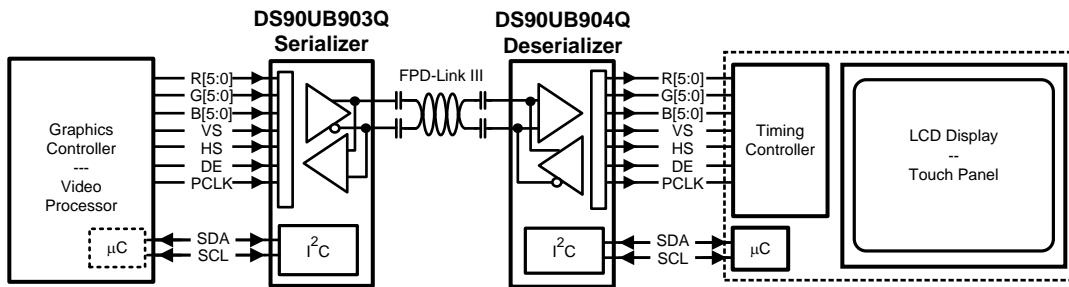 DS90UB903Q
Serializer
DS90UB904Q
Deserializer
FPD-Link III
Graphics
Controller
---
Video
Processor
μC
R[5:0]
G[5:0]
B[5:0]
VS
HS
DE
PCLK
SDA
SCL
I²C
R[5:0]
G[5:0]
B[5:0]
VS
HS
DE
PCLK
I²C
SDA
SCL
Timing
Controller
μC
LCD Display
--
Touch Panel